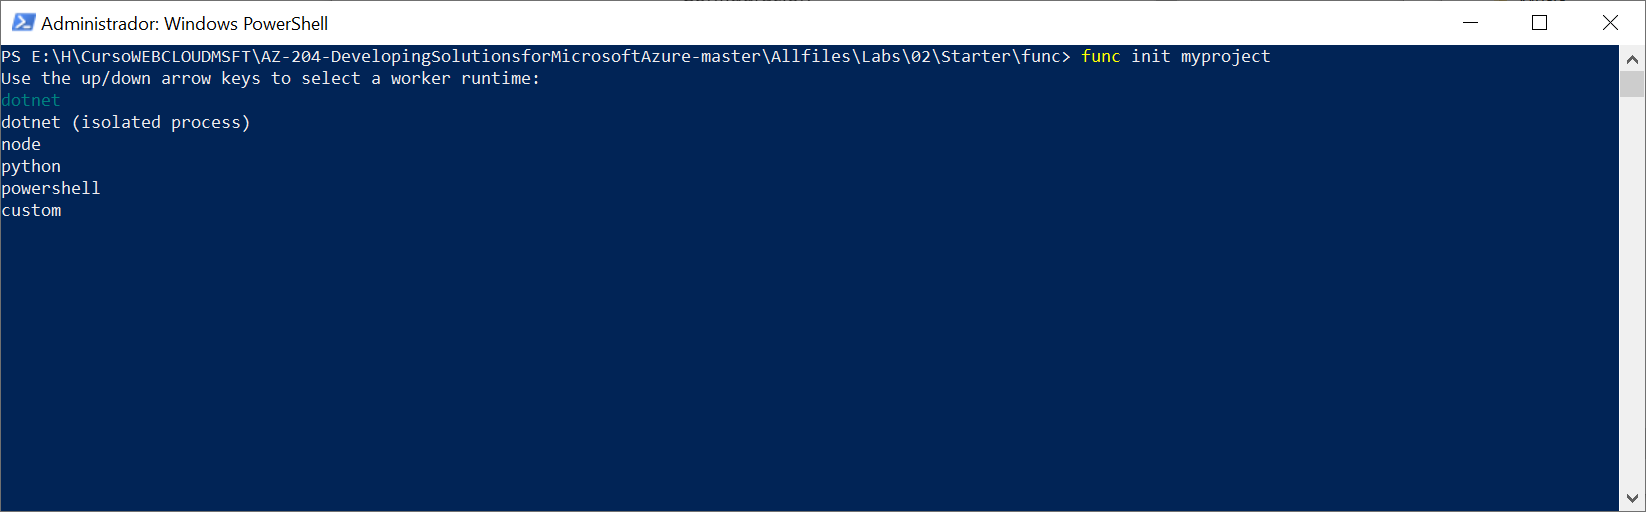 Administrador: Windows PowerShell
PS E:\H\CursoWEBCLOUDMSFT\AZ-204-DevelopingSolutionsforMicrosoftAzure-master\Allfiles\Labs\02\Starter\func> func init myproject
Use the up/down arrow keys to select a worker runtime:
dotnet
dotnet (isolated process)
node
python
powershell
custom